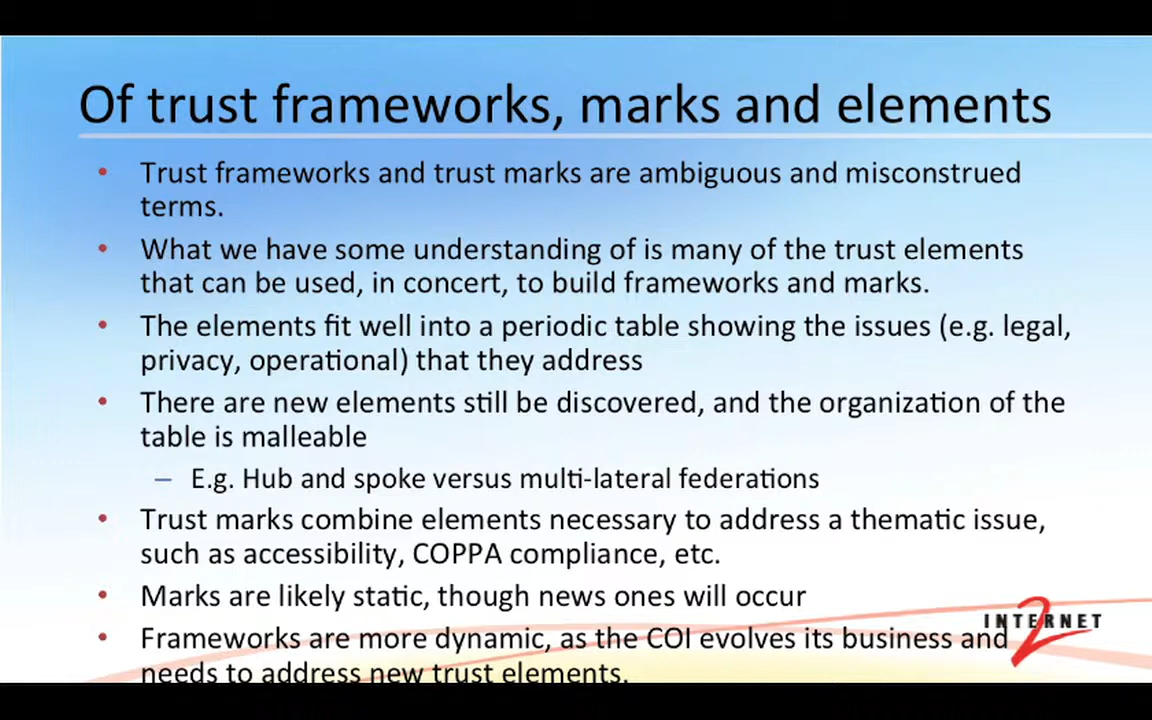 Of trust frameworks, marks and elements
• Trust frameworks and trust marks are ambiguous and misconstrued
terms.
• What we have some understanding of is many of the trust elements
that can be used, in concert, to build frameworks and marks.
• The elements fit well into a periodic table showing the issues (e.g. legal,
privacy, operational) that they address
• There are new elements still be discovered, and the organization of the
table is malleable
– E.g. Hub and spoke versus multi-lateral federations
• Trust marks combine elements necessary to address a thematic issue,
such as accessibility, COPPA compliance, etc.
• Marks are likely static, though news ones will occur
• Frameworks are more dynamic, as the COI evolves its business and
needs to address new trust elements.
INTERNET
2